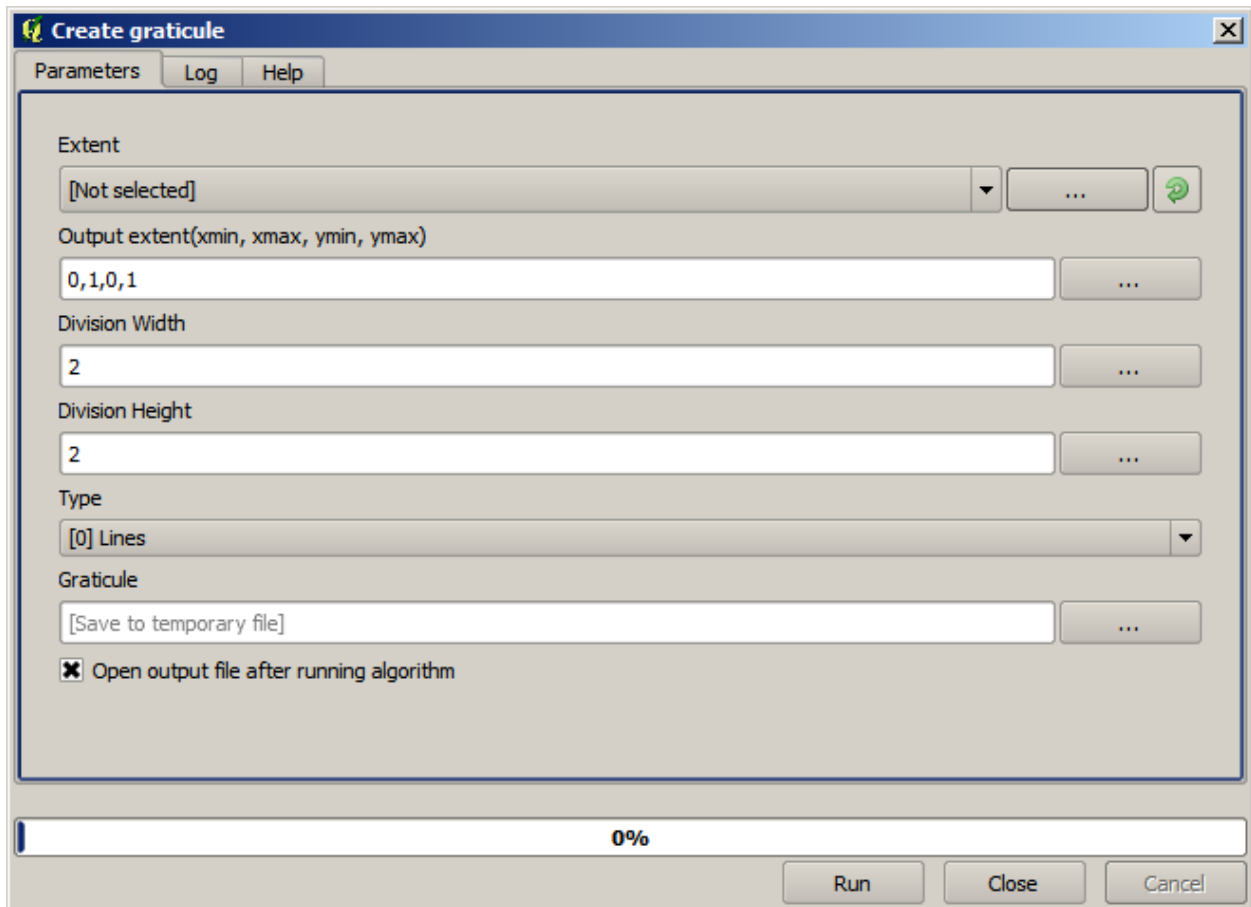 Create graticule
Parameters Log Help
Extent
[Not selected] ...
Output extent(xmin, xmax, ymin, ymax)
0,1,0,1 ...
Division Width
2 ...
Division Height
2 ...
Type
[0] Lines
Graticule
[Save to temporary file] ...
Open output file after running algorithm
0%
Run Close Cancel